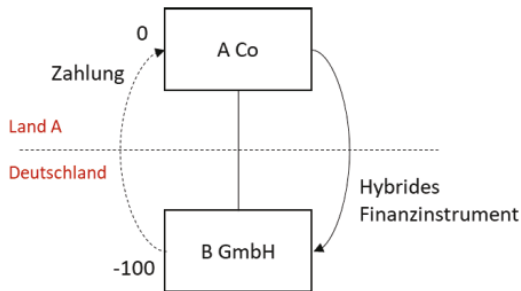 0
A Co
Zahlung
Land A
Deutschland
Hybrides
Finanzinstrument
B GmbH
-100